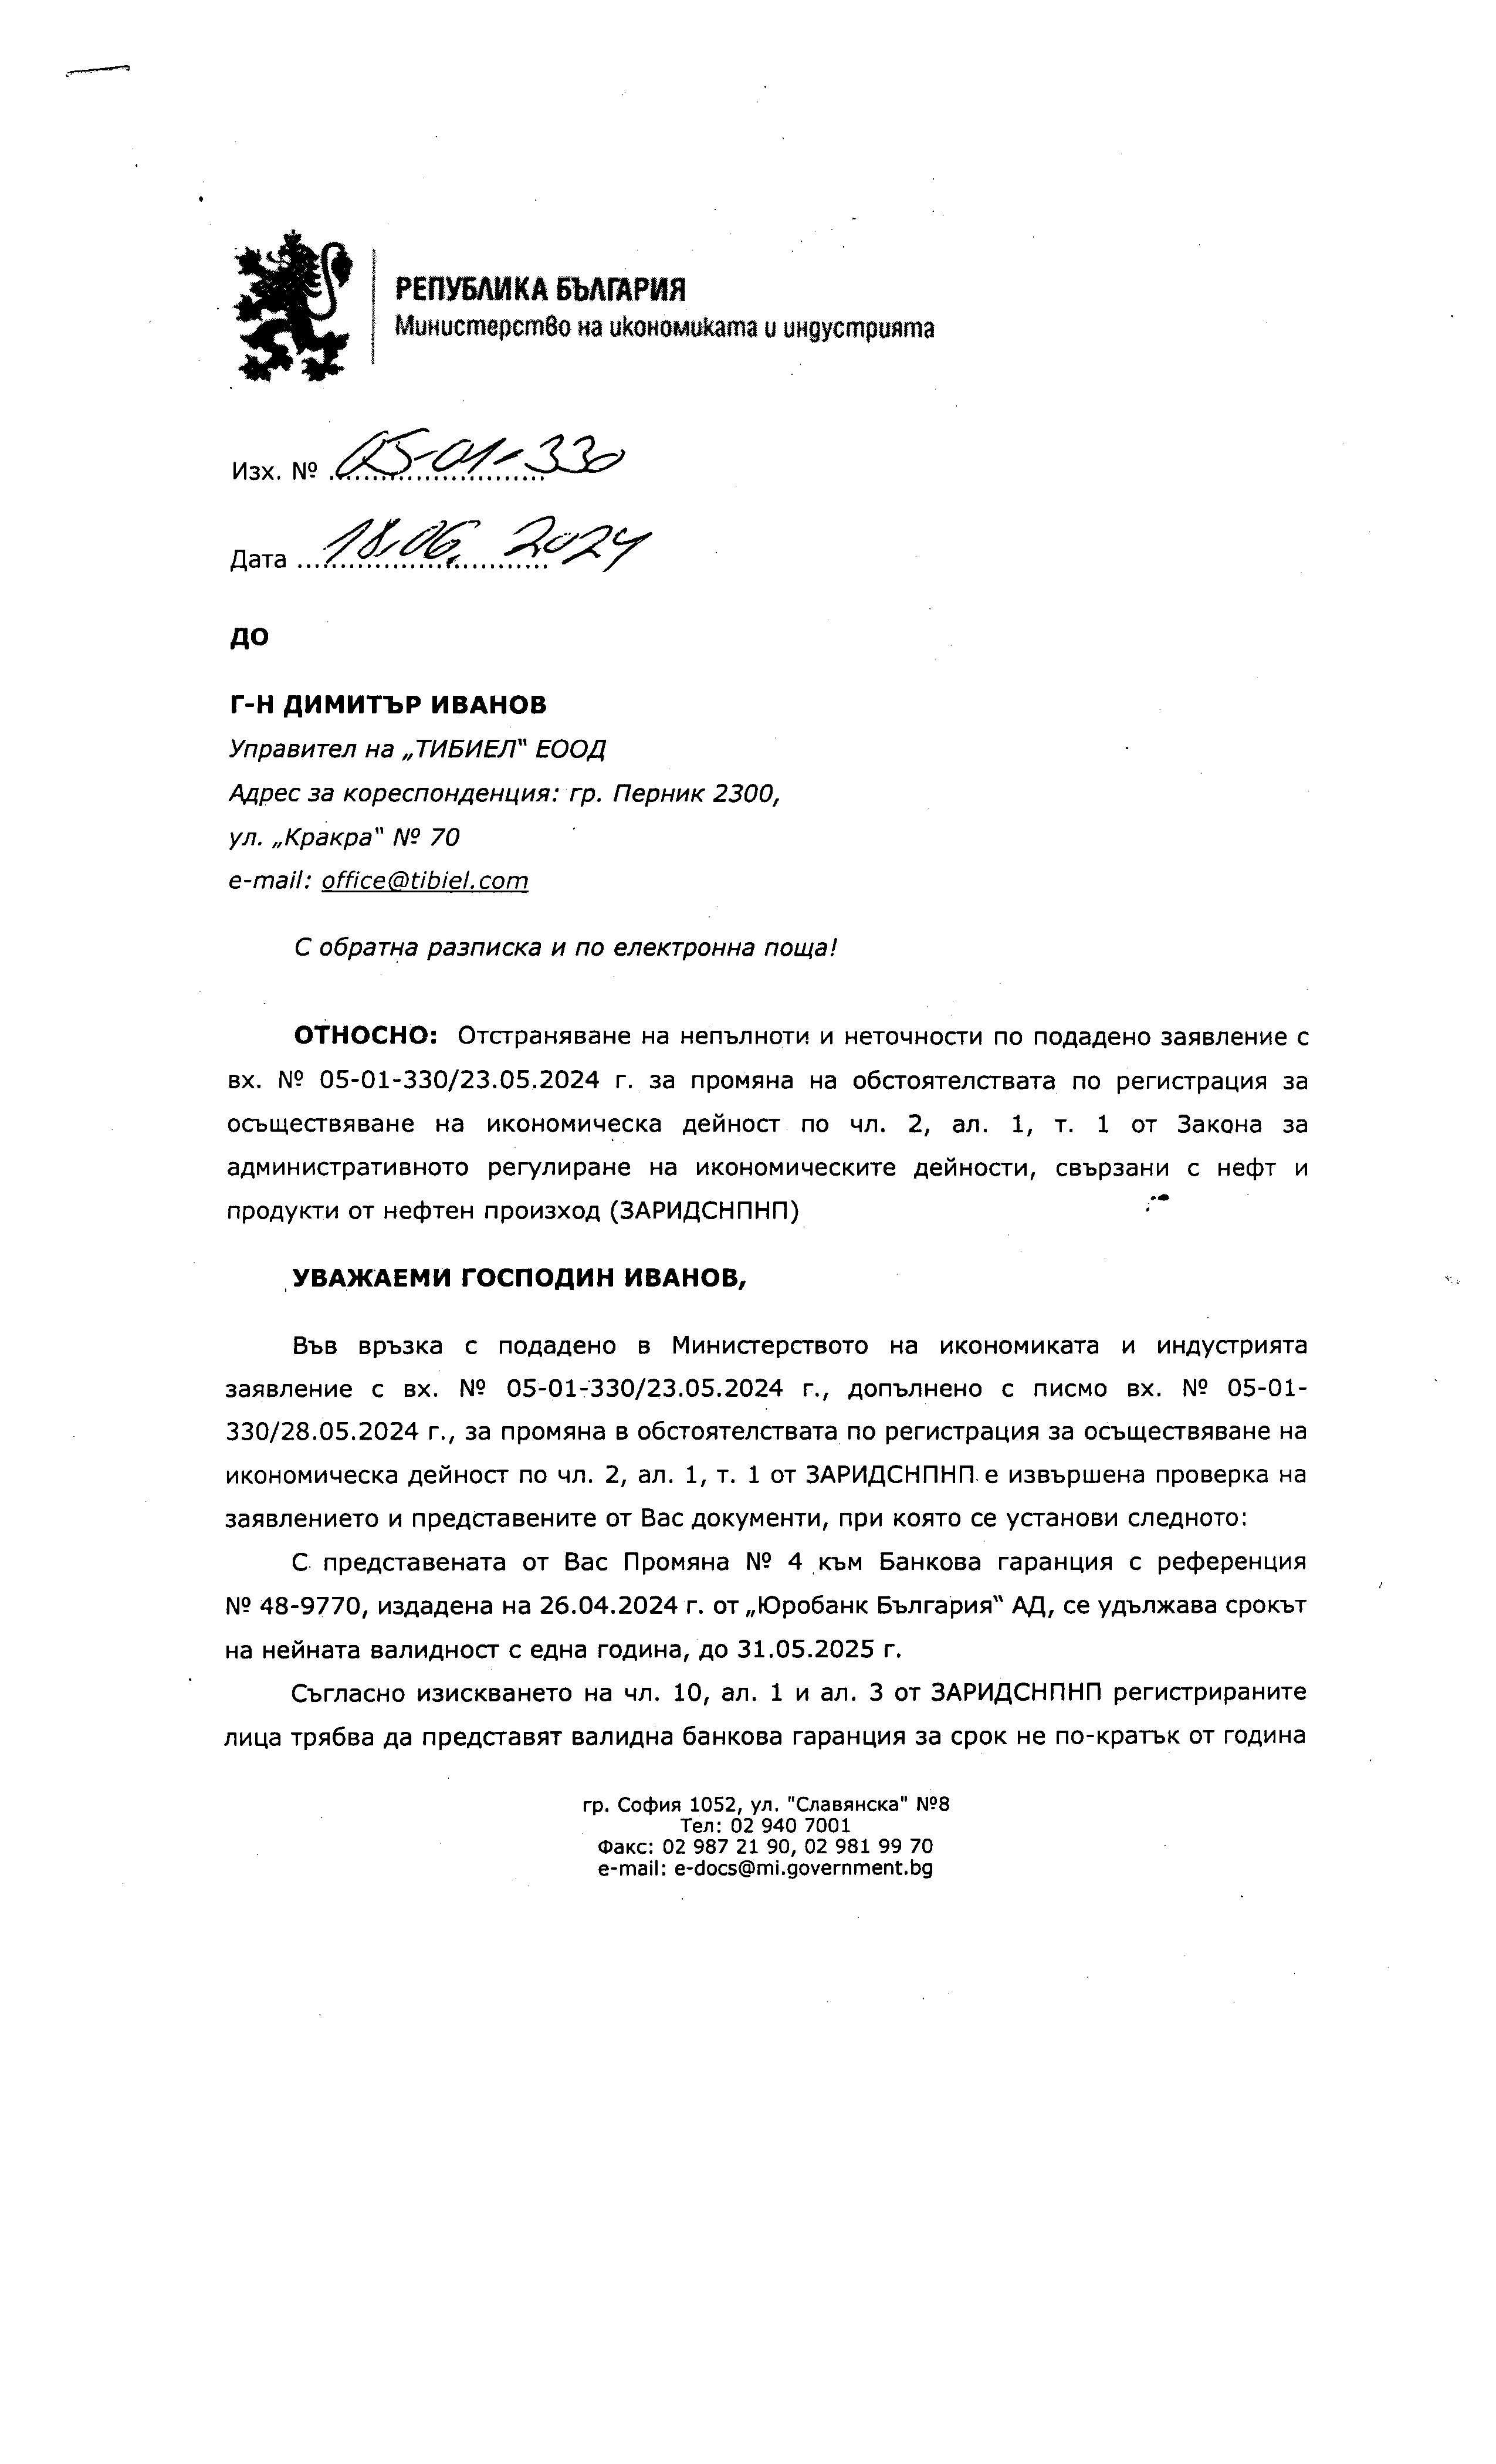 РЕПУБЛИКА БЪЛГАРИЯ
Министерство на икономиката и индустрията
Изх. № 05-01-330
Дата 18.06.2024
ДО
Г-Н ДИМИТЪР ИВАНОВ
Управител на „ТИБИЕЛ" ЕООД
Адрес за кореспонденция: гр. Перник 2300,
ул. „Кракра" № 70
e-mail: office@tibiel.com
С обратна разписка и по електронна поща!
ОТНОСНО: Отстраняване на непълноти и неточности по подадено заявление с
вх. № 05-01-330/23.05.2024 г. за промяна на обстоятелствата по регистрация за
осъществяване на икономическа дейност по чл. 2, ал. 1, т. 1 от Закона за
административното регулиране на икономическите дейности, свързани с нефт и
продукти от нефтен произход (ЗАРИДСНПНП)
УВАЖАЕМИ ГОСПОДИН ИВАНОВ,
Във връзка с подадено в Министерството на икономиката и индустрията
заявление с вх. № 05-01-330/23.05.2024 г., допълнено с писмо вх. № 05-01-
330/28.05.2024 г., за промяна в обстоятелствата по регистрация за осъществяване на
икономическа дейност по чл. 2, ал. 1, т. 1 от ЗАРИДСНПНП е извършена проверка на
заявлението и представените от Вас документи, при която се установи следното:
С представената от Вас Промяна № 4 към Банкова гаранция с референция
№ 48-9770, издадена на 26.04.2024 г. от „Юробанк България" АД, се удължава срокът
на нейната валидност с една година, до 31.05.2025 г.
Съгласно изискването на чл. 10, ал. 1 и ал. 3 от ЗАРИДСНПНП регистрираните
лица трябва да представят валидна банкова гаранция за срок не по-кратък от година
гр. София 1052, ул. "Славянска" №8
Тел: 02 940 7001
Факс: 02 987 21 90, 02 981 99 70
e-mail: e-docs@mi.government.bg